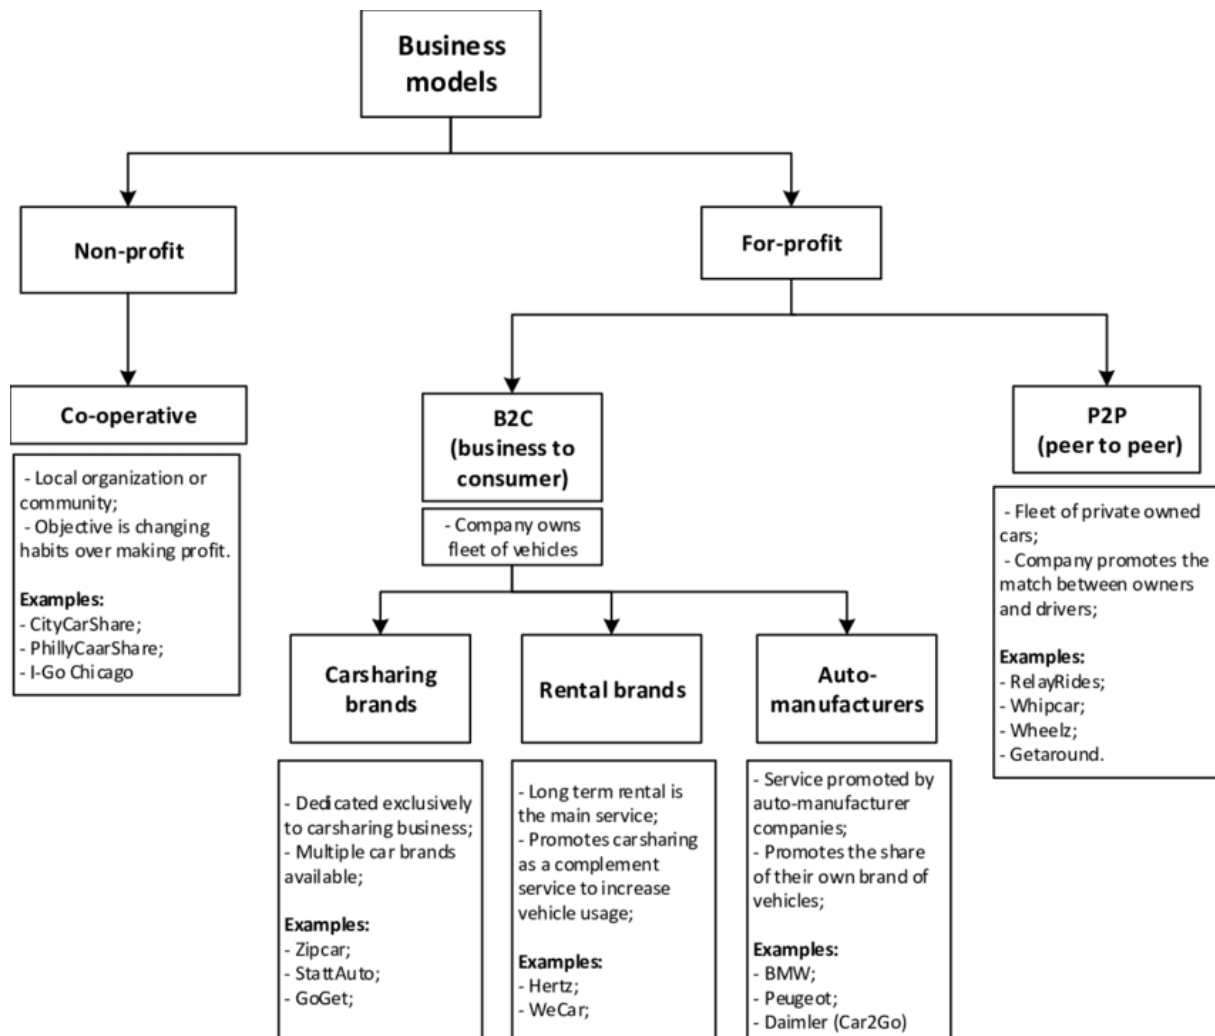 Business
models
Non-profit
For-profit
Co-operative
- Local organization or
community;
- Objective is changing
habits over making profit.
Examples:
- CityCarShare;
- PhillyCaarShare;
- I-Go Chicago
B2C
(business to
consumer)
- Company owns
fleet of vehicles
P2P
(peer to peer)
- Fleet of private owned
cars;
- Company promotes the
match between owners
and drivers;
Examples:
- RelayRides;
- Whipcar;
- Wheelz;
- Getaround.
Carsharing
brands
- Dedicated exclusively
to carsharing business;
- Multiple car brands
available;
Examples:
- Zipcar;
- StattAuto;
- GoGet;
Rental brands
- Long term rental is
the main service;
- Promotes carsharing
as a complement
service to increase
vehicle usage;
Examples:
- Hertz;
- WeCar;
Auto-
manufacturers
- Service promoted by
auto-manufacturer
companies;
- Promotes the share
of their own brand of
vehicles;
Examples:
- BMW;
- Peugeot;
- Daimler (Car2Go)